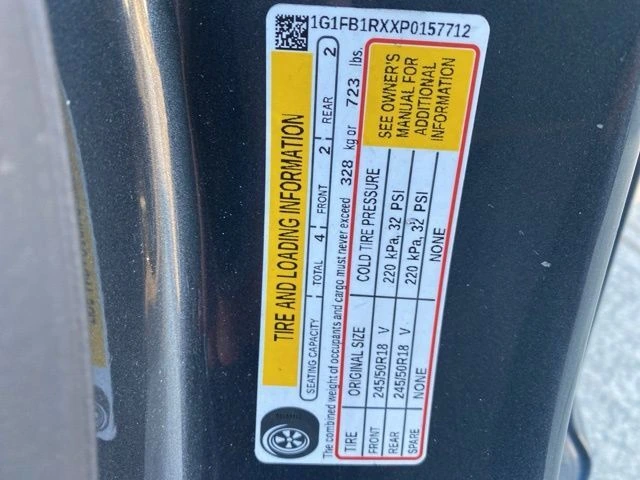 1G1FB1RXXP0157712
TIRE AND LOADING INFORMATION
SEATING CAPACITY TOTAL 4 FRONT 2 REAR 2
The combined weight of occupants and cargo must never exceed 328 kg or 723 lbs.
TIRE ORIGINAL SIZE COLD TIRE PRESSURE
FRONT 245/50R18 V 220 kPa, 32 PSI
REAR 245/50R18 V 220 kPa, 32 PSI
SPARE NONE NONE
SEE OWNER'S
MANUAL FOR
ADDITIONAL
INFORMATION